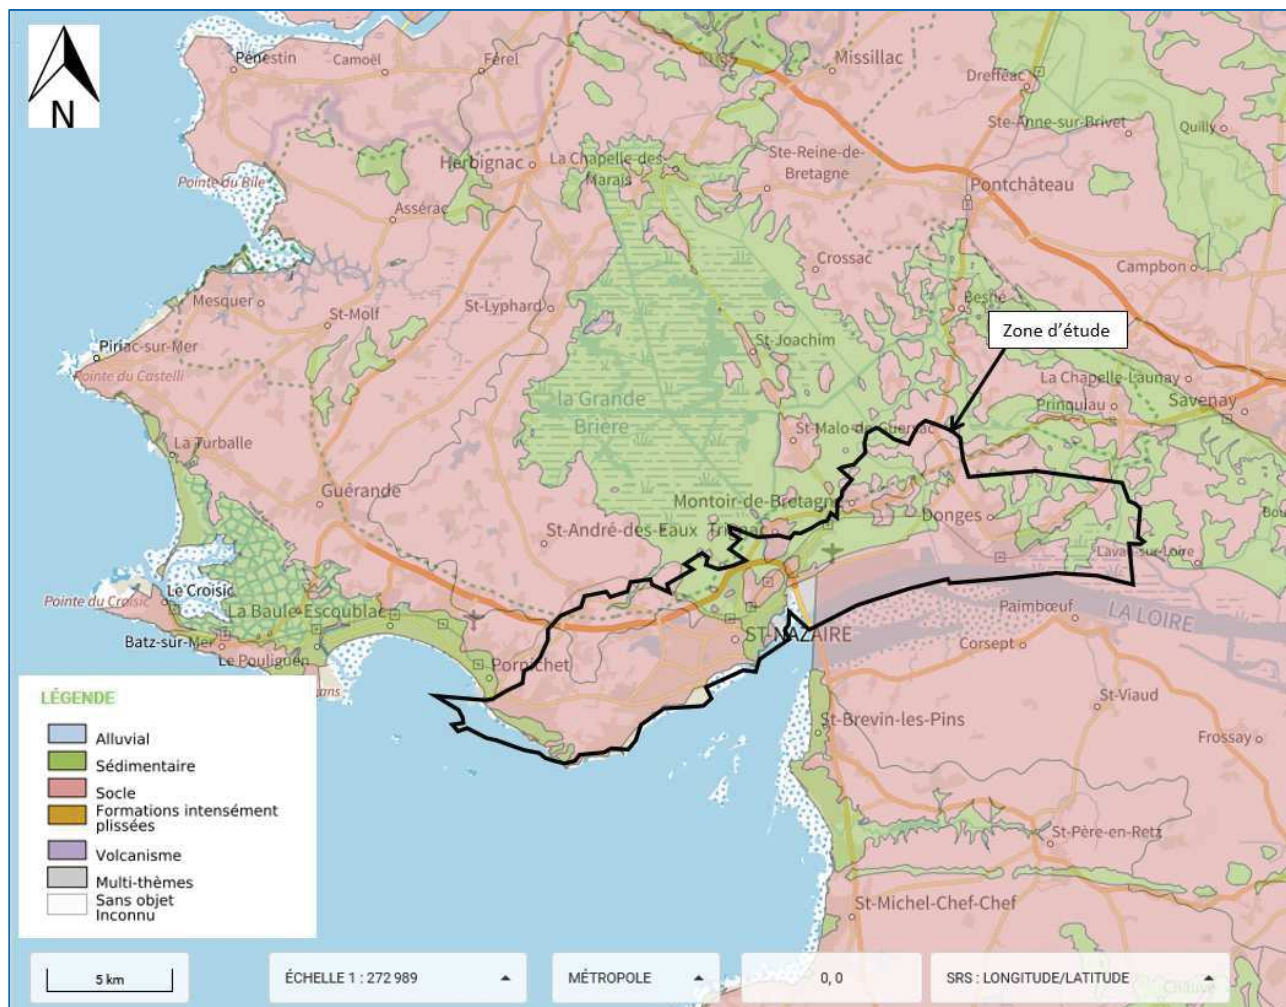 N
Pénestin
Camoël
Férel
Missillac
Drefféac
Ste-Anne-sur-Brivet
Quilly
Herbignac
La Chapelle-des-
Marais
Ste-Reine-de-
Bretagne
Pontchâteau
Pointe du Bile
Assérac
Crossac
Campbon
Mesquer
St-Lyphard
Besné
St-Molf
Zone d'étude
Piriac-sur-Mer
St-Joachim
Pointe du Castelli
La Chapelle-Launay
la Grande
Brière
Prinquiau
Savenay
St-Malo-de-Guersac
La Turballe
Guérande
Montoir-de-Bretagne
Donges
St-André-des-Eaux
Trignac
Bou
Lavau-sur-Loire
Pointe du Croisic
Le Croisic
La Baule-Escoublac
Paimbœuf
LA LOIRE
Batz-sur-Mer
ST-NAZAIRE
Corsept
Le Pouliguen
Pornichet
LÉGENDE
Alluvial
Sédimentaire
Socle
Formations intensément
plissées
Volcanisme
Multi-thèmes
Sans objet
Inconnu
St-Viaud
St-Brevin-les-Pins
Frossay
St-Père-en-Retz
St-Michel-Chef-Chef
5 km
ÉCHELLE 1 : 272 989
MÉTROPOLE
0, 0
SRS : LONGITUDE/LATITUDE
Chauvé